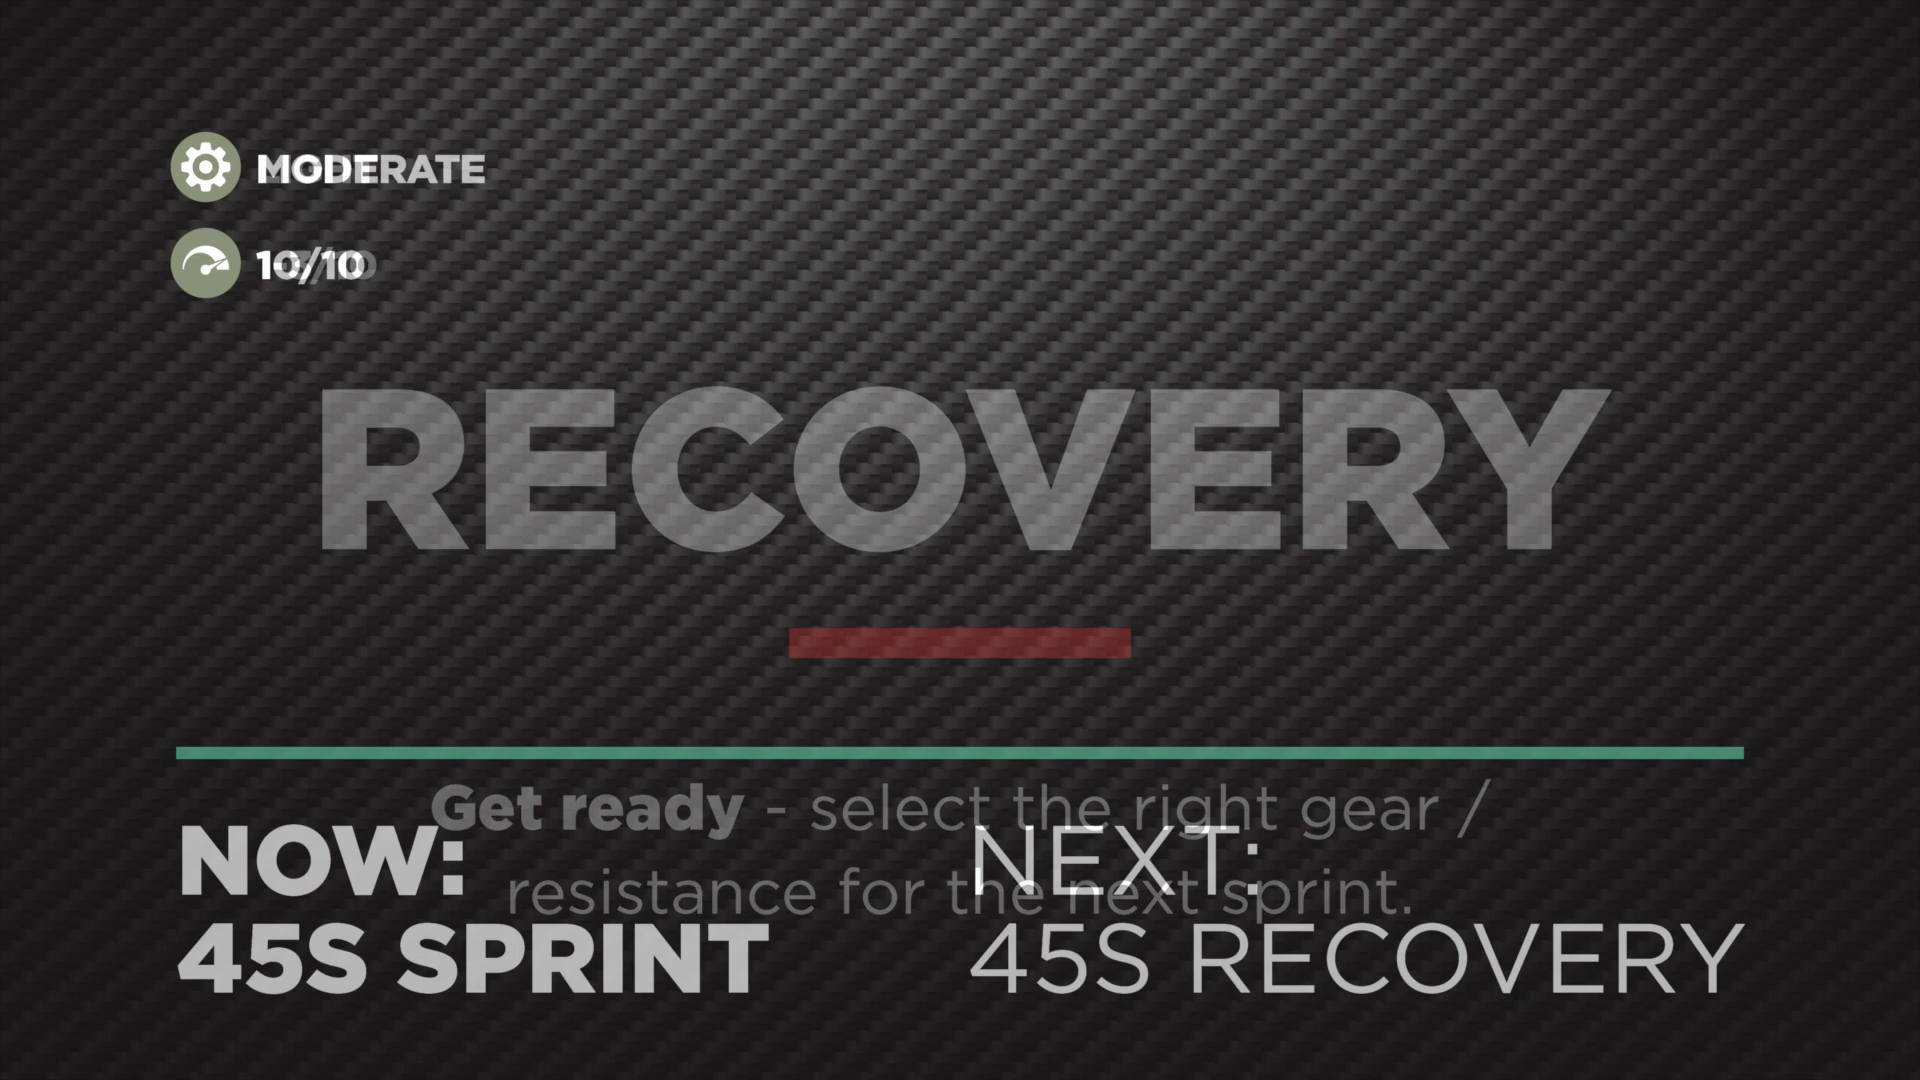 MODERATE
10/10
RECOVERY
Get ready - select the right gear /
resistance for the next sprint.
NOW:
45S SPRINT
NEXT:
45S RECOVERY